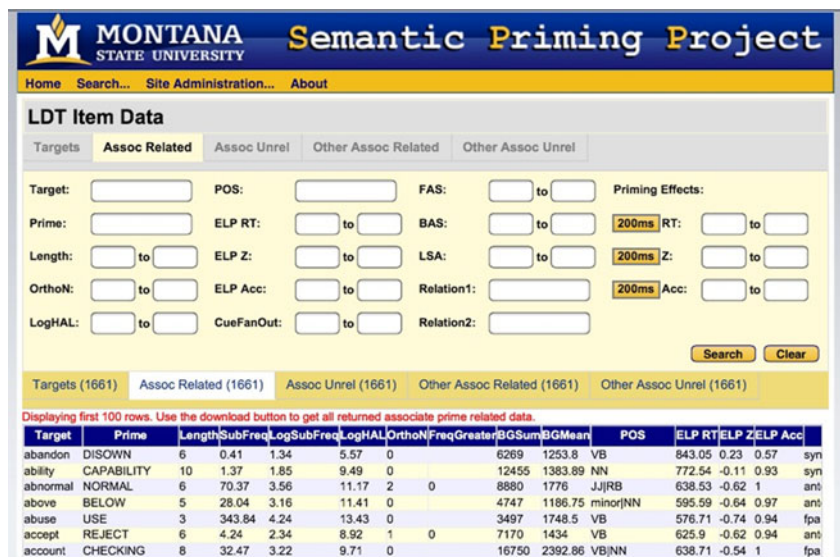 MONTANA
STATE UNIVERSITY
Semantic Priming Project
Home Search... Site Administration... About
LDT Item Data
Targets Assoc Related Assoc Unrel Other Assoc Related Other Assoc Unrel
Target: POS: FAS: to Priming Effects:
Prime: ELP RT: to BAS: to 200ms RT: to
Length: to ELP Z: to LSA: to 200ms Z: to
OrthoN: to ELP Acc: to Relation1: 200ms Acc: to
LogHAL: to CueFanOut: to Relation2:
Search Clear
Targets (1661) Assoc Related (1661) Assoc Unrel (1661) Other Assoc Related (1661) Other Assoc Unrel (1661)
Displaying first 100 rows. Use the download button to get all returned associate prime related data.
Target Prime Length SubFreq LogSubFreq LogHAL OrthoN FreqGreater BGSum BGMean POS ELP RT ELP Z ELP Acc
abandon DISOWN 6 0.41 1.34 5.57 0 6269 1253.8 VB 843.05 0.23 0.57 syn
ability CAPABILITY 10 1.37 1.85 9.49 0 12455 1383.89 NN 772.54 -0.11 0.93 syn
abnormal NORMAL 6 70.37 3.56 11.17 2 0 8880 1776 JJ|RB 638.53 -0.62 1 ant
above BELOW 5 28.04 3.16 11.41 0 4747 1186.75 minor|NN 595.59 -0.64 0.97 ant
abuse USE 3 343.84 4.24 13.43 0 3497 1748.5 VB 576.71 -0.74 0.94 fpa
accept REJECT 6 4.24 2.34 8.92 1 0 7170 1434 VB 625.9 -0.62 0.94 ant
account CHECKING 8 32.47 3.22 9.71 0 16750 2392.86 VB|NN 638.71 -0.55 0.97 fpa